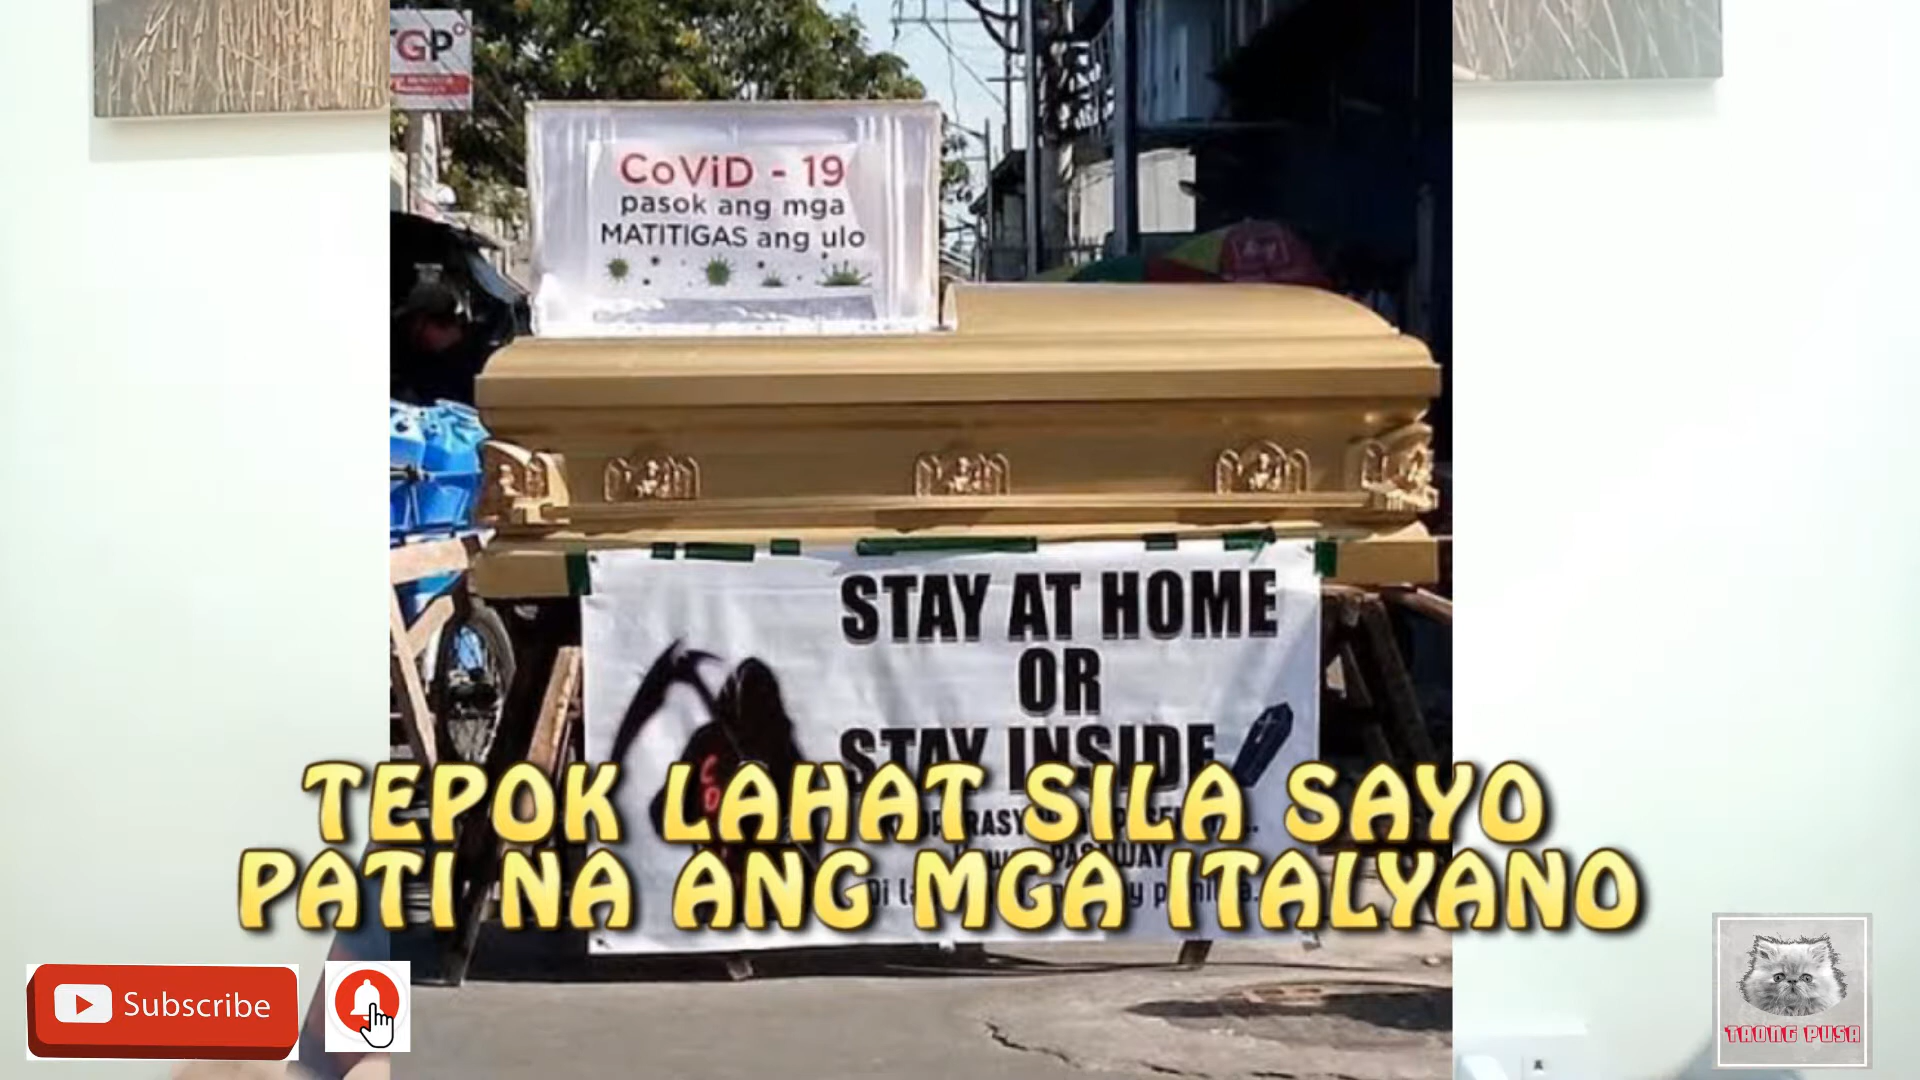 TGP
CoViD - 19
pasok ang mga
MATITIGAS ang ulo
STAY AT HOME
OR
STAY INSIDE
PASAWAY
TEPOK LAHAT SILA SAYO
PATI NA ANG MGA ITALYANO
Subscribe
TAONG PUSA